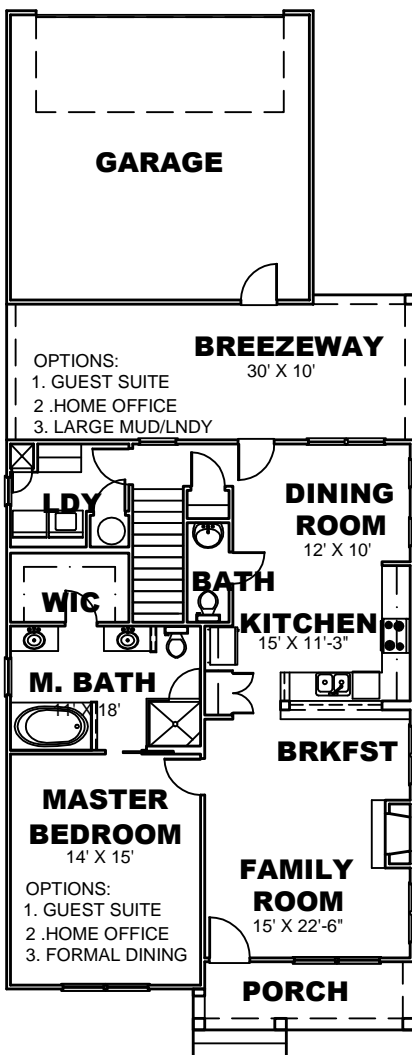 GARAGE
BREEZEWAY
30' X 10'
OPTIONS:
1. GUEST SUITE
2 .HOME OFFICE
3. LARGE MUD/LNDY
LDY
DINING
ROOM
12' X 10'
BATH
WIC
.KITCHEN
15' X 11'-3"
M. BATH
11' X 18'
BRKFST
MASTER
BEDROOM
14' X 15'
OPTIONS:
1. GUEST SUITE
2 .HOME OFFICE
3. FORMAL DINING
FAMILY
ROOM
15' X 22'-6"
PORCH